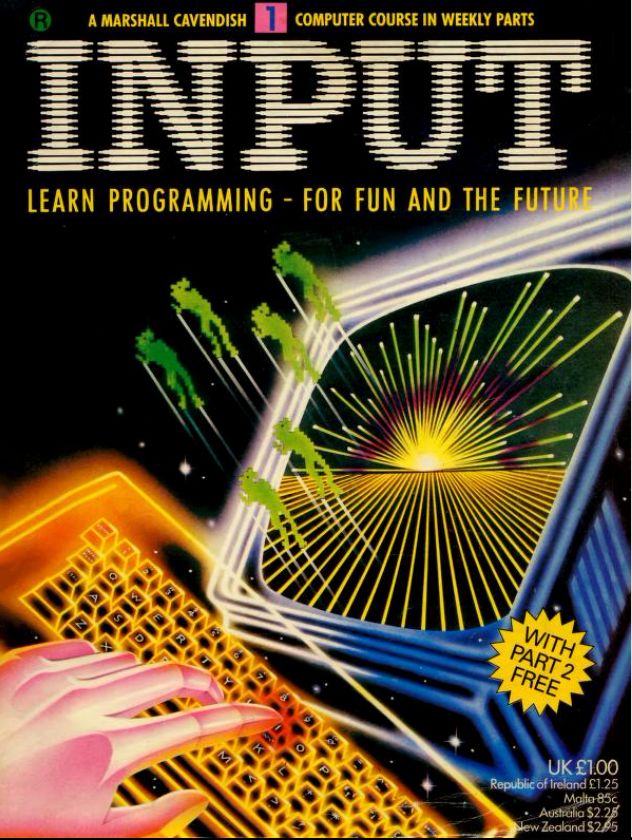 R
A MARSHALL CAVENDISH 1 COMPUTER COURSE IN WEEKLY PARTS
INPUT
LEARN PROGRAMMING - FOR FUN AND THE FUTURE
Q W E R T Y
A S D
Z X
O P
K L
WITH
PART 2
FREE
UK £1.00
Republic of Ireland £1.25
Malta 85c
Australia $2.25
New Zealand $2.95